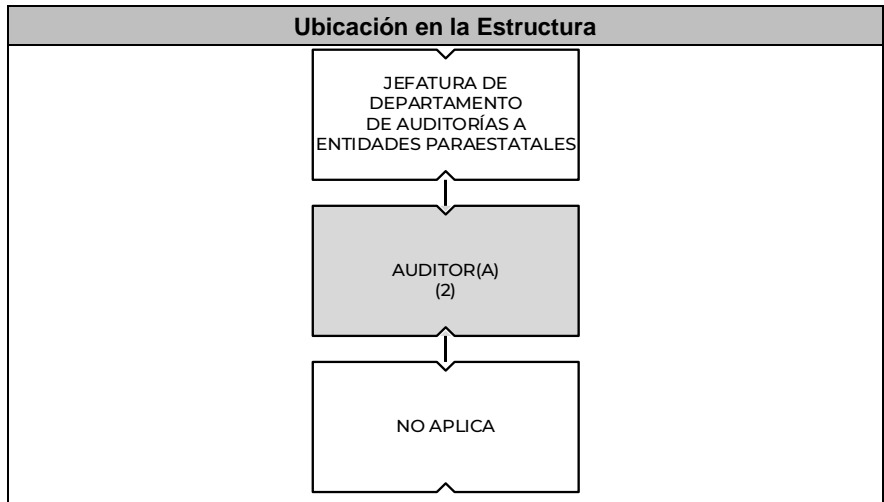 Ubicación en la Estructura
JEFATURA DE
DEPARTAMENTO
DE AUDITORÍAS A
ENTIDADES PARAESTATALES
AUDITOR(A)
(2)
NO APLICA